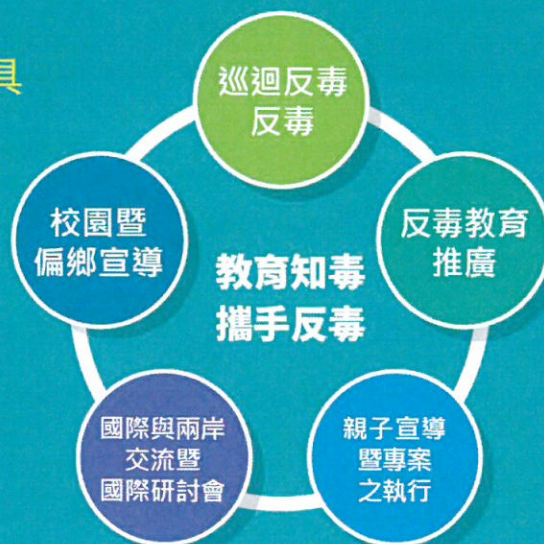 具
巡迴反毒
反毒
校園暨
偏鄉宣導
反毒教育
推廣
教育知毒
攜手反毒
國際與兩岸
交流暨
國際研討會
親子宣導
暨專案
之執行